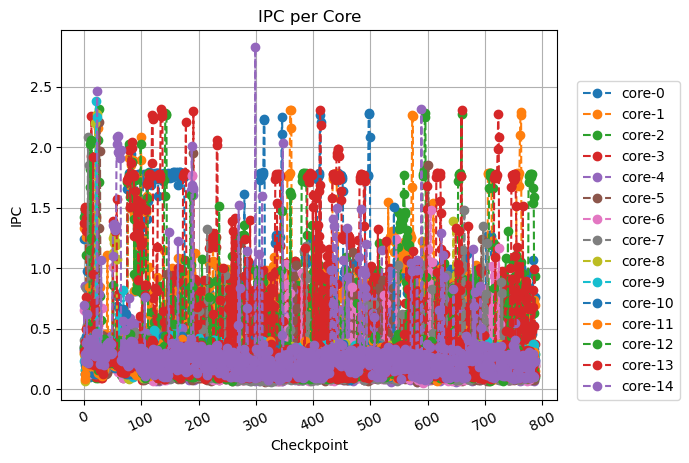 IPC per Core
IPC
2.5
2.0
1.5
1.0
0.5
0.0
0
100
200
300
400
500
600
700
800
Checkpoint
core-0
core-1
core-2
core-3
core-4
core-5
core-6
core-7
core-8
core-9
core-10
core-11
core-12
core-13
core-14